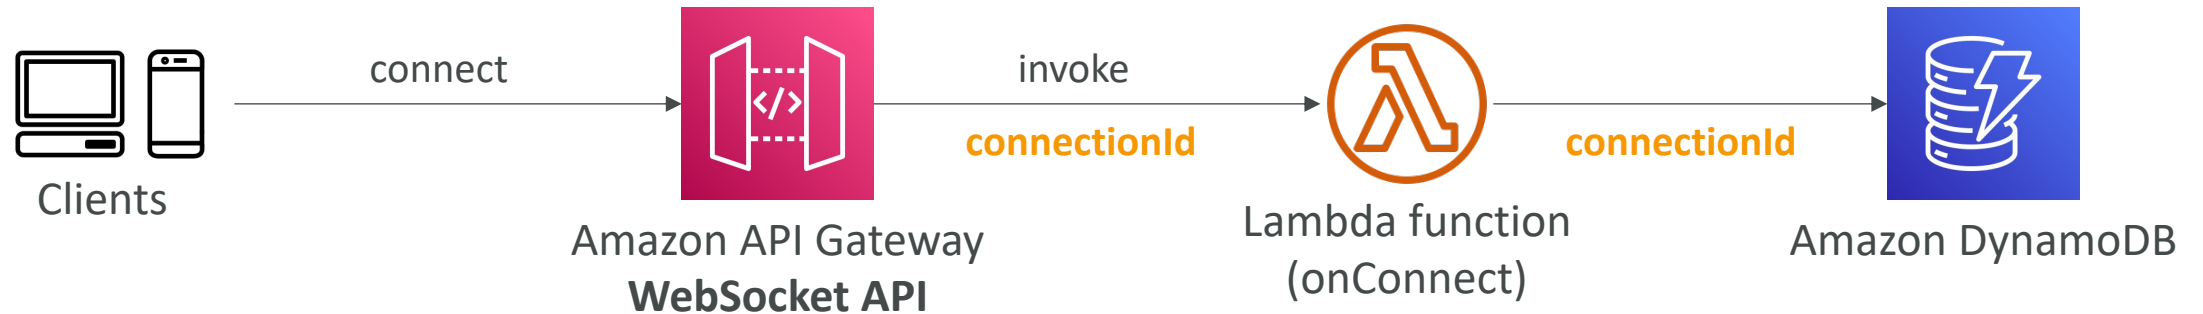 connect
invoke
connectionId
connectionId
Clients
Amazon API Gateway
WebSocket API
Lambda function
(onConnect)
Amazon DynamoDB